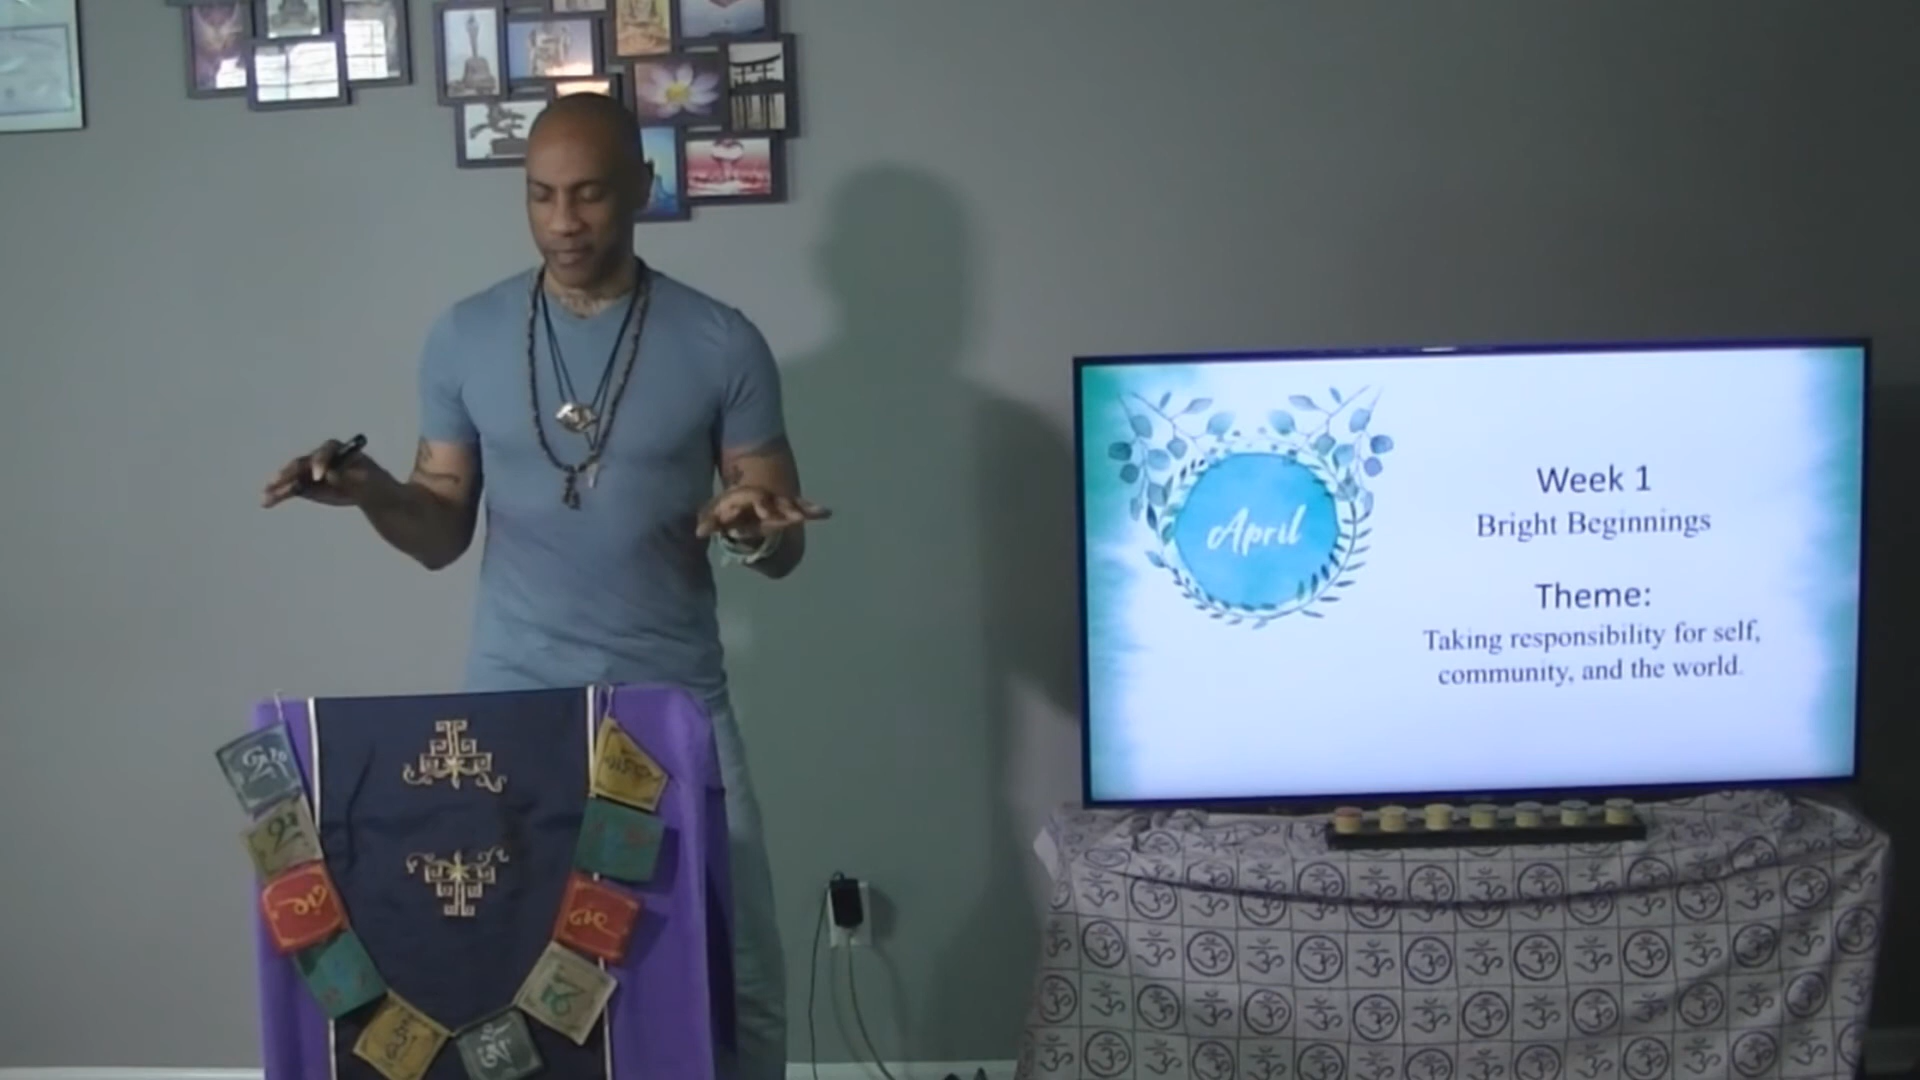 April
Week 1
Bright Beginnings
Theme:
Taking responsibility for self,
community, and the world.
ॐ